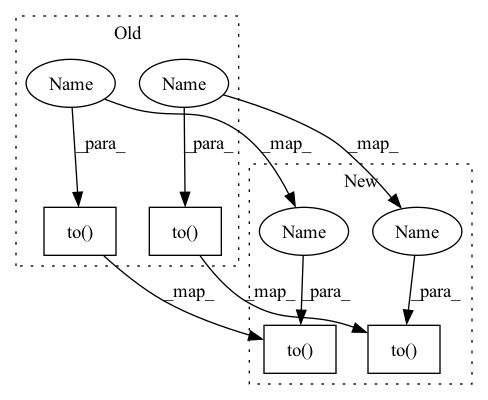 Old
Name Name
_para_ _para_ _map_ _map_
New
to() to() Name Name
_map_ _map_ _para_ _para_
to() to()